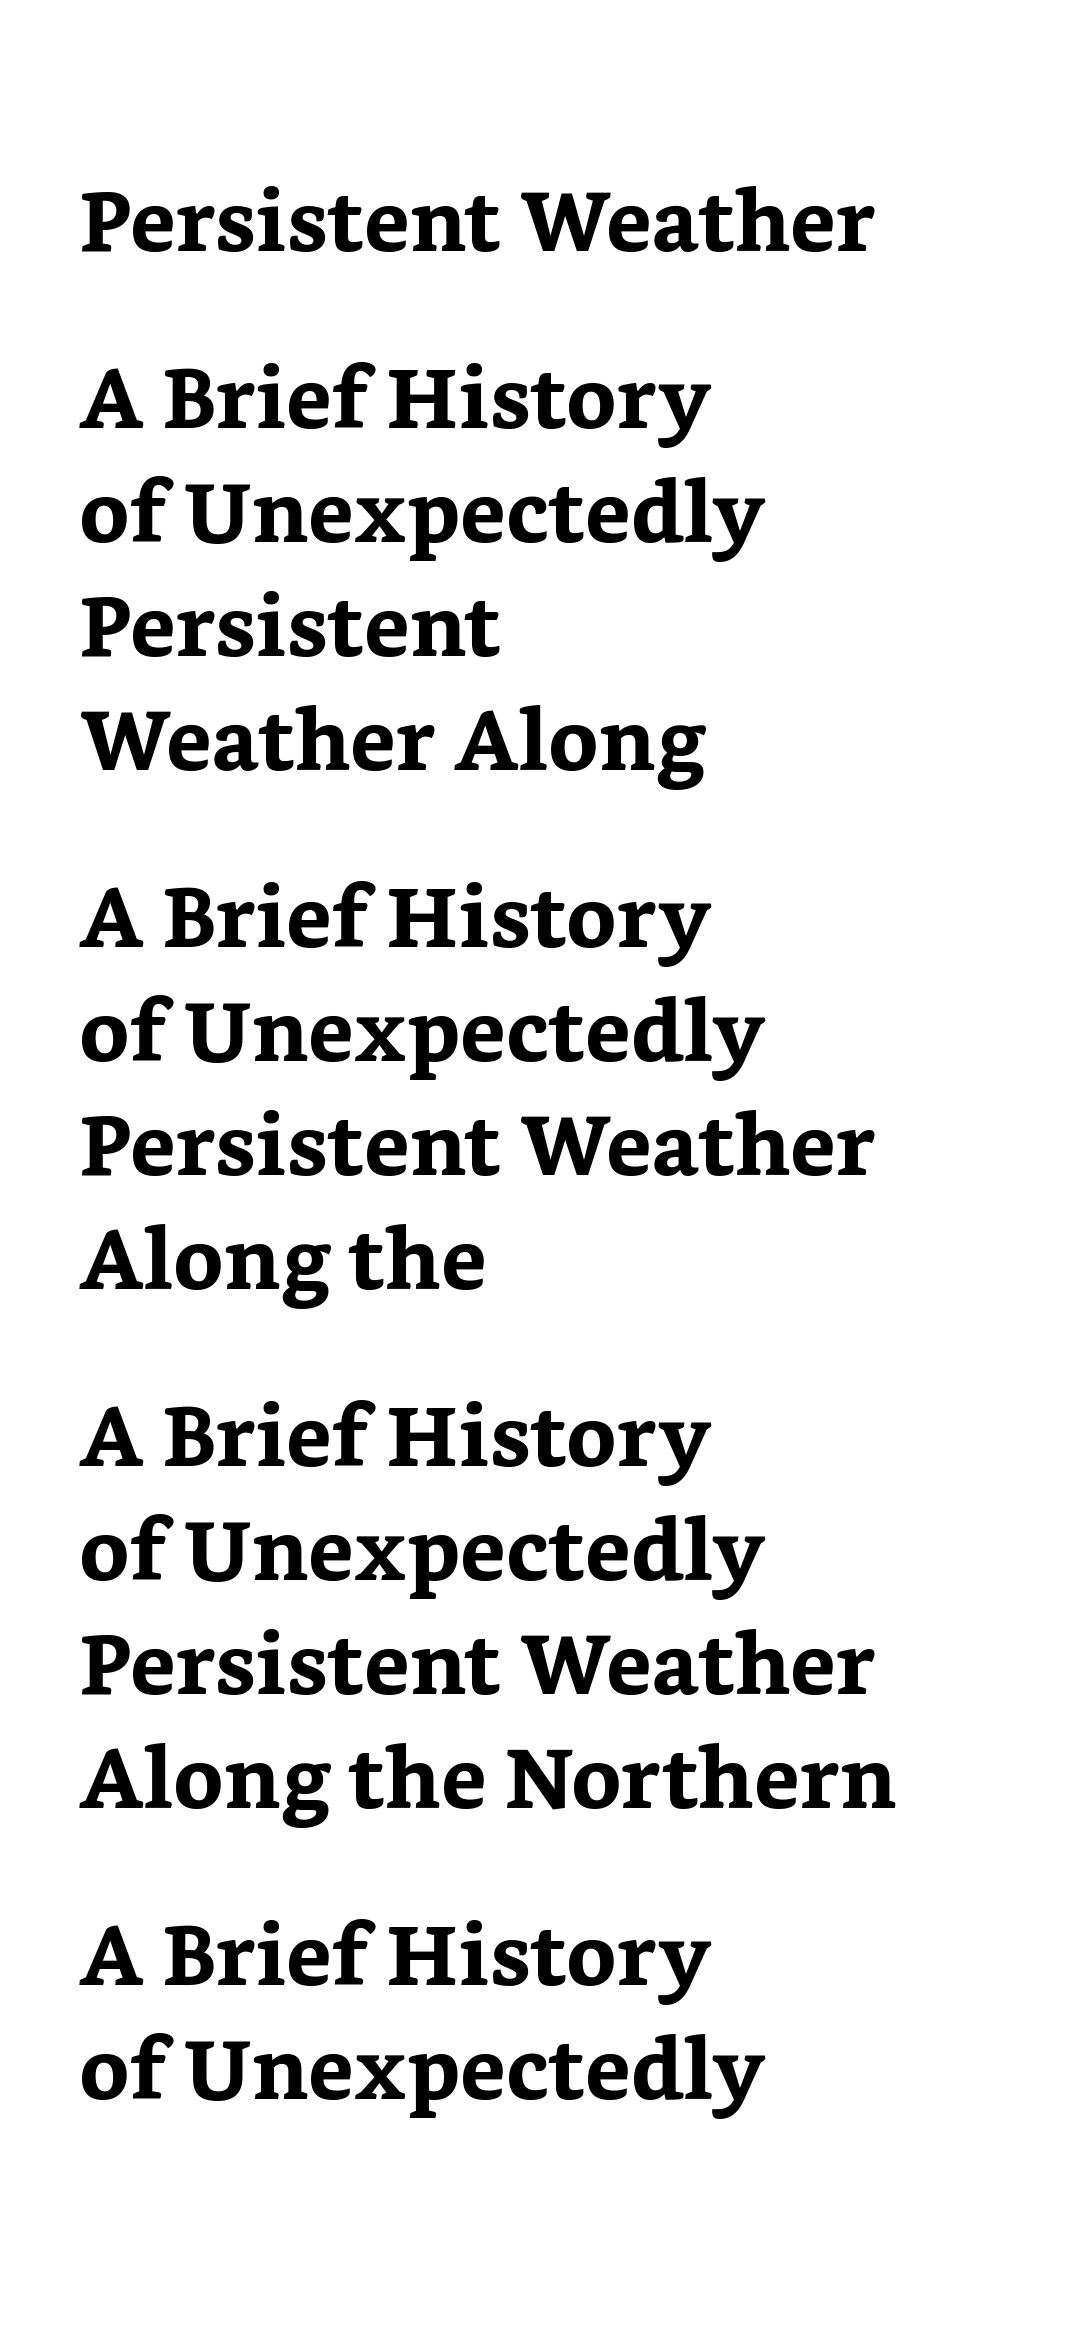 Persistent Weather
A Brief History
of Unexpectedly
Persistent
Weather Along
A Brief History
of Unexpectedly
Persistent Weather
Along the
A Brief History
of Unexpectedly
Persistent Weather
Along the Northern
A Brief History
of Unexpectedly